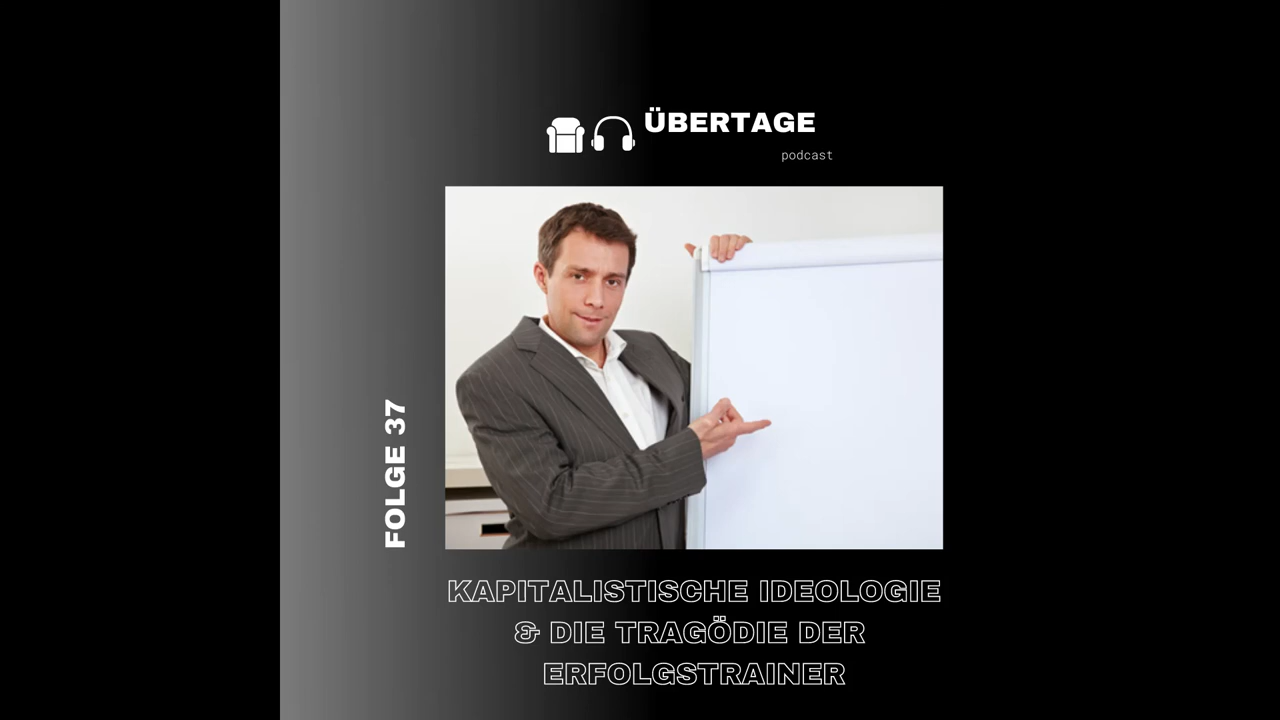 ÜBERTAGE
podcast
FOLGE 37
KAPITALISTISCHE IDEOLOGIE
& DIE TRAGÖDIE DER
ERFOLGSTRAINER